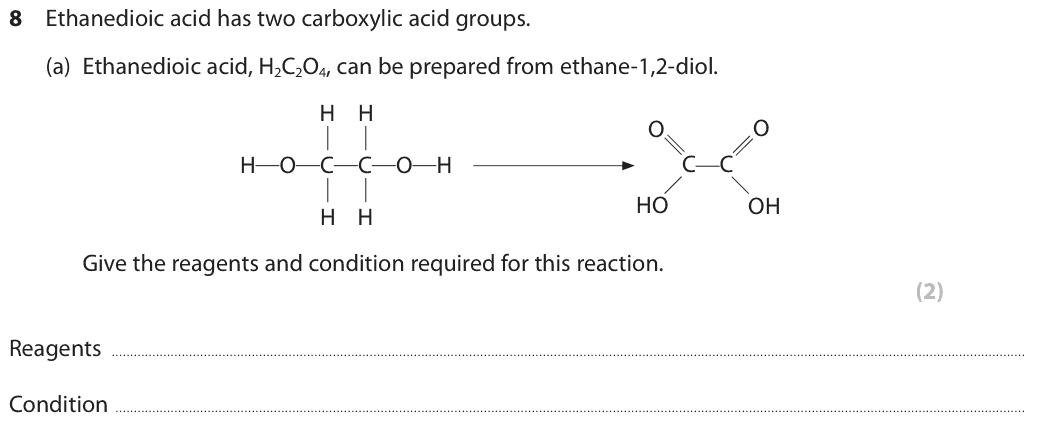 8 Ethanedioic acid has two carboxylic acid groups.
(a) Ethanedioic acid, H₂C₂O₄, can be prepared from ethane-1,2-diol.
H H
O O
H—O—C—C—O—H C—C
HO OH
H H
Give the reagents and condition required for this reaction.
(2)
Reagents
Condition